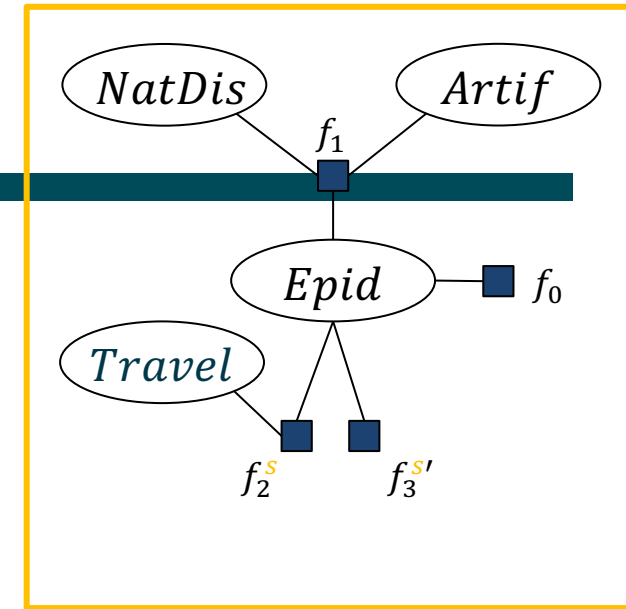 NatDis
Artif
f₁
Epid
f₀
Travel
f₂ˢ
f₃ˢ′